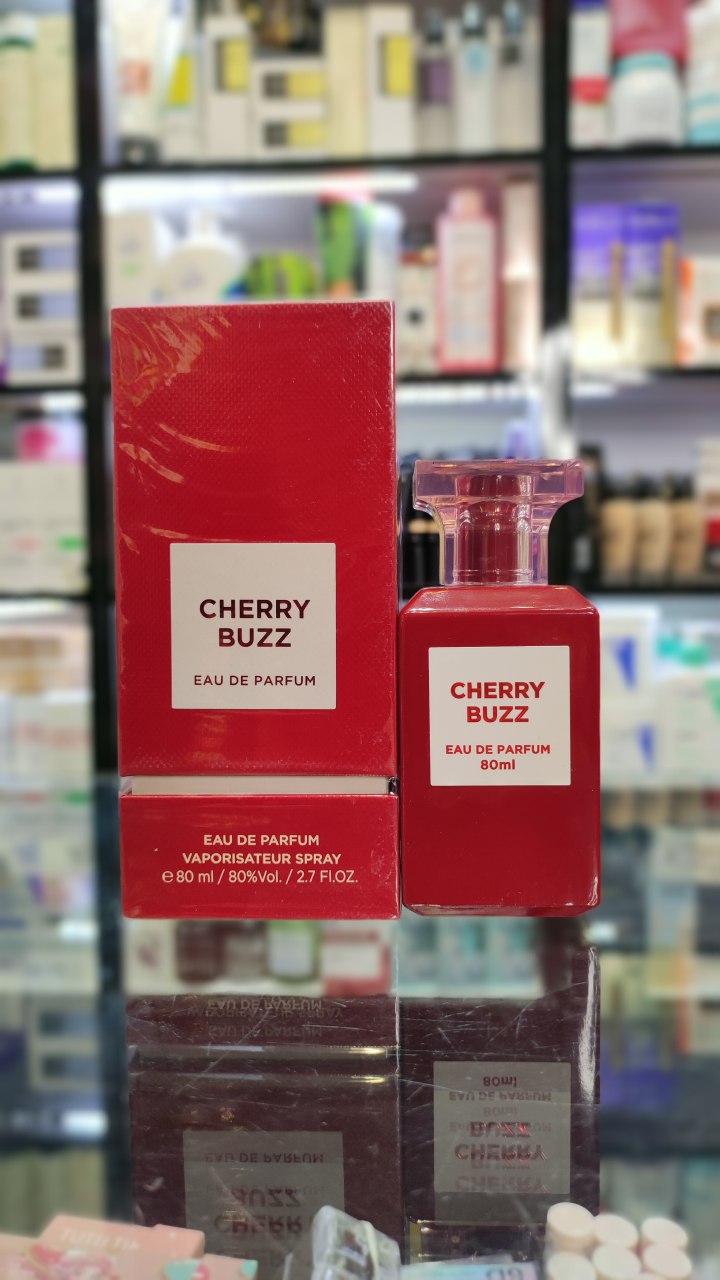 CHERRY
BUZZ
EAU DE PARFUM
EAU DE PARFUM
VAPORISATEUR SPRAY
℮ 80 ml / 80%Vol. / 2.7 Fl.OZ.
CHERRY
BUZZ
EAU DE PARFUM
80ml